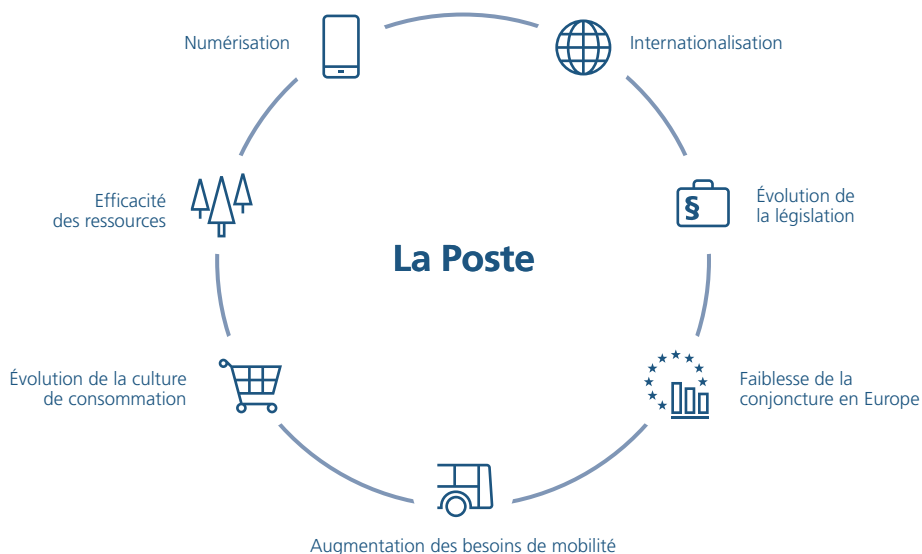 Numérisation
Internationalisation
Efficacité
des ressources
§
Évolution de
la législation
La Poste
Évolution de la culture
de consommation
Faiblesse de la
conjoncture en Europe
Augmentation des besoins de mobilité